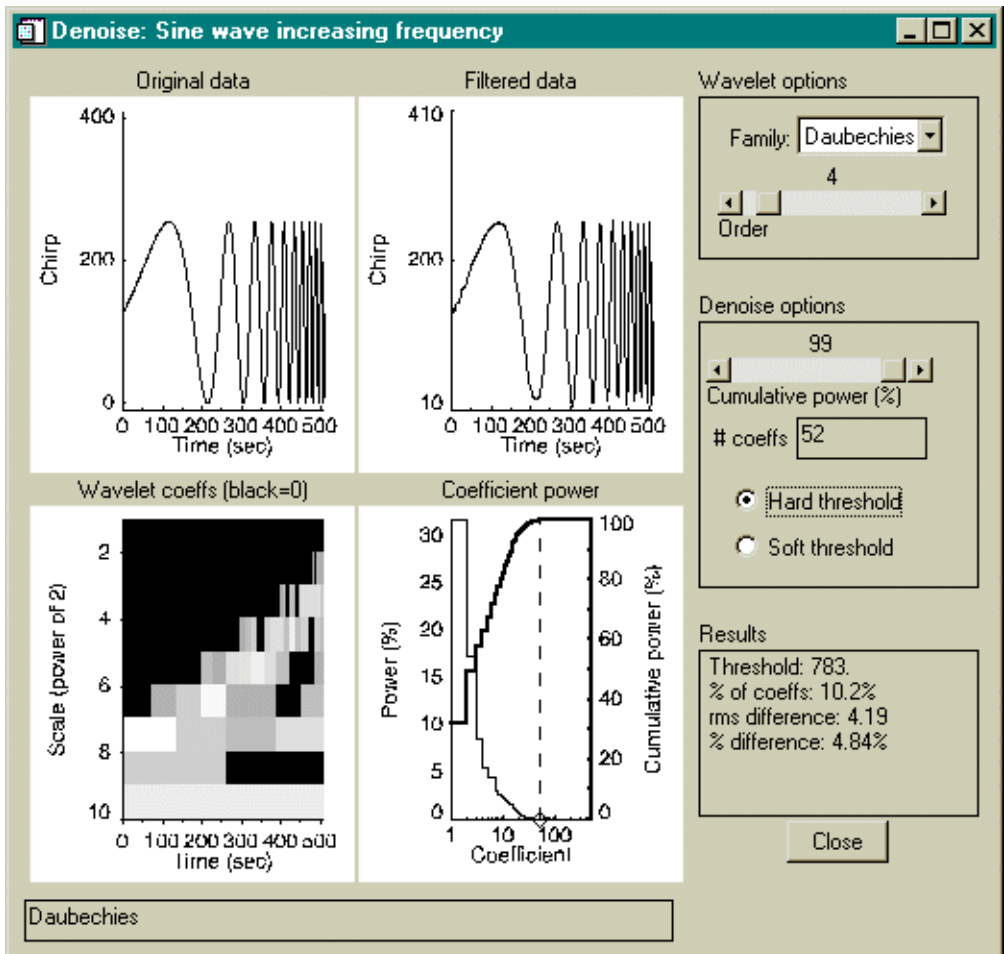 Denoise: Sine wave increasing frequency
Original data
400
200
0
Chirp
0 100 200 300 400 500
Time (sec)
Filtered data
410
200
10
Chirp
0 100 200 300 400 500
Time (sec)
Wavelet coeffs (black=0)
2
4
6
8
10
Scale (power of 2)
0 100 200 300 400 500
Time (sec)
Coefficient power
30
25
20
15
10
5
0
Power (%)
100
80
60
40
20
0
Cumulative power (%)
1 10 100
Coefficient
Wavelet options
Family: Daubechies
4
Order
Denoise options
99
Cumulative power (%)
# coeffs 52
Hard threshold
Soft threshold
Results
Threshold: 783.
% of coeffs: 10.2%
rms difference: 4.19
% difference: 4.84%
Close
Daubechies